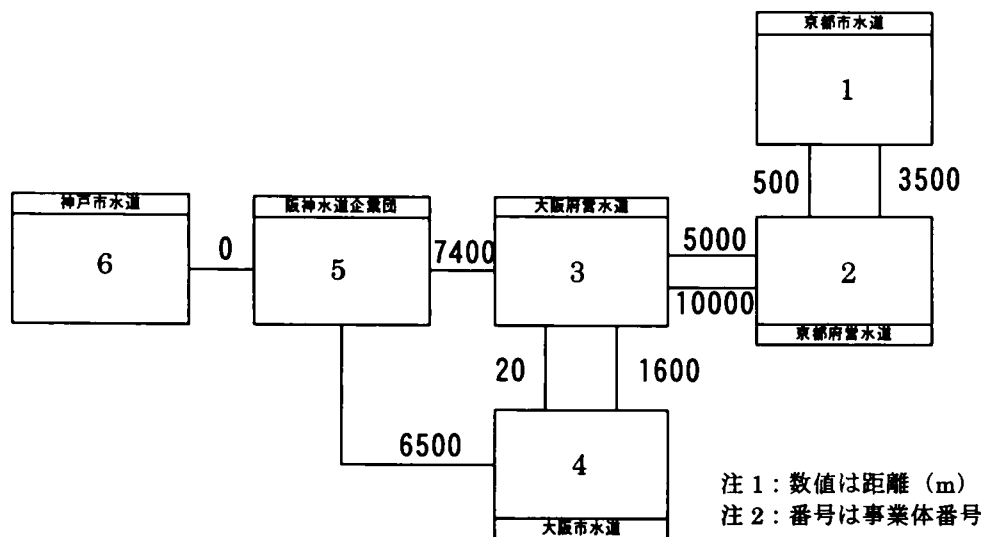 京都市水道
1
500
3500
神戸市水道
6
0
阪神水道企業団
5
7400
大阪府営水道
3
5000
10000
2
京都府営水道
20
1600
6500
4
大阪市水道
注1：数値は距離（m）
注2：番号は事業体番号